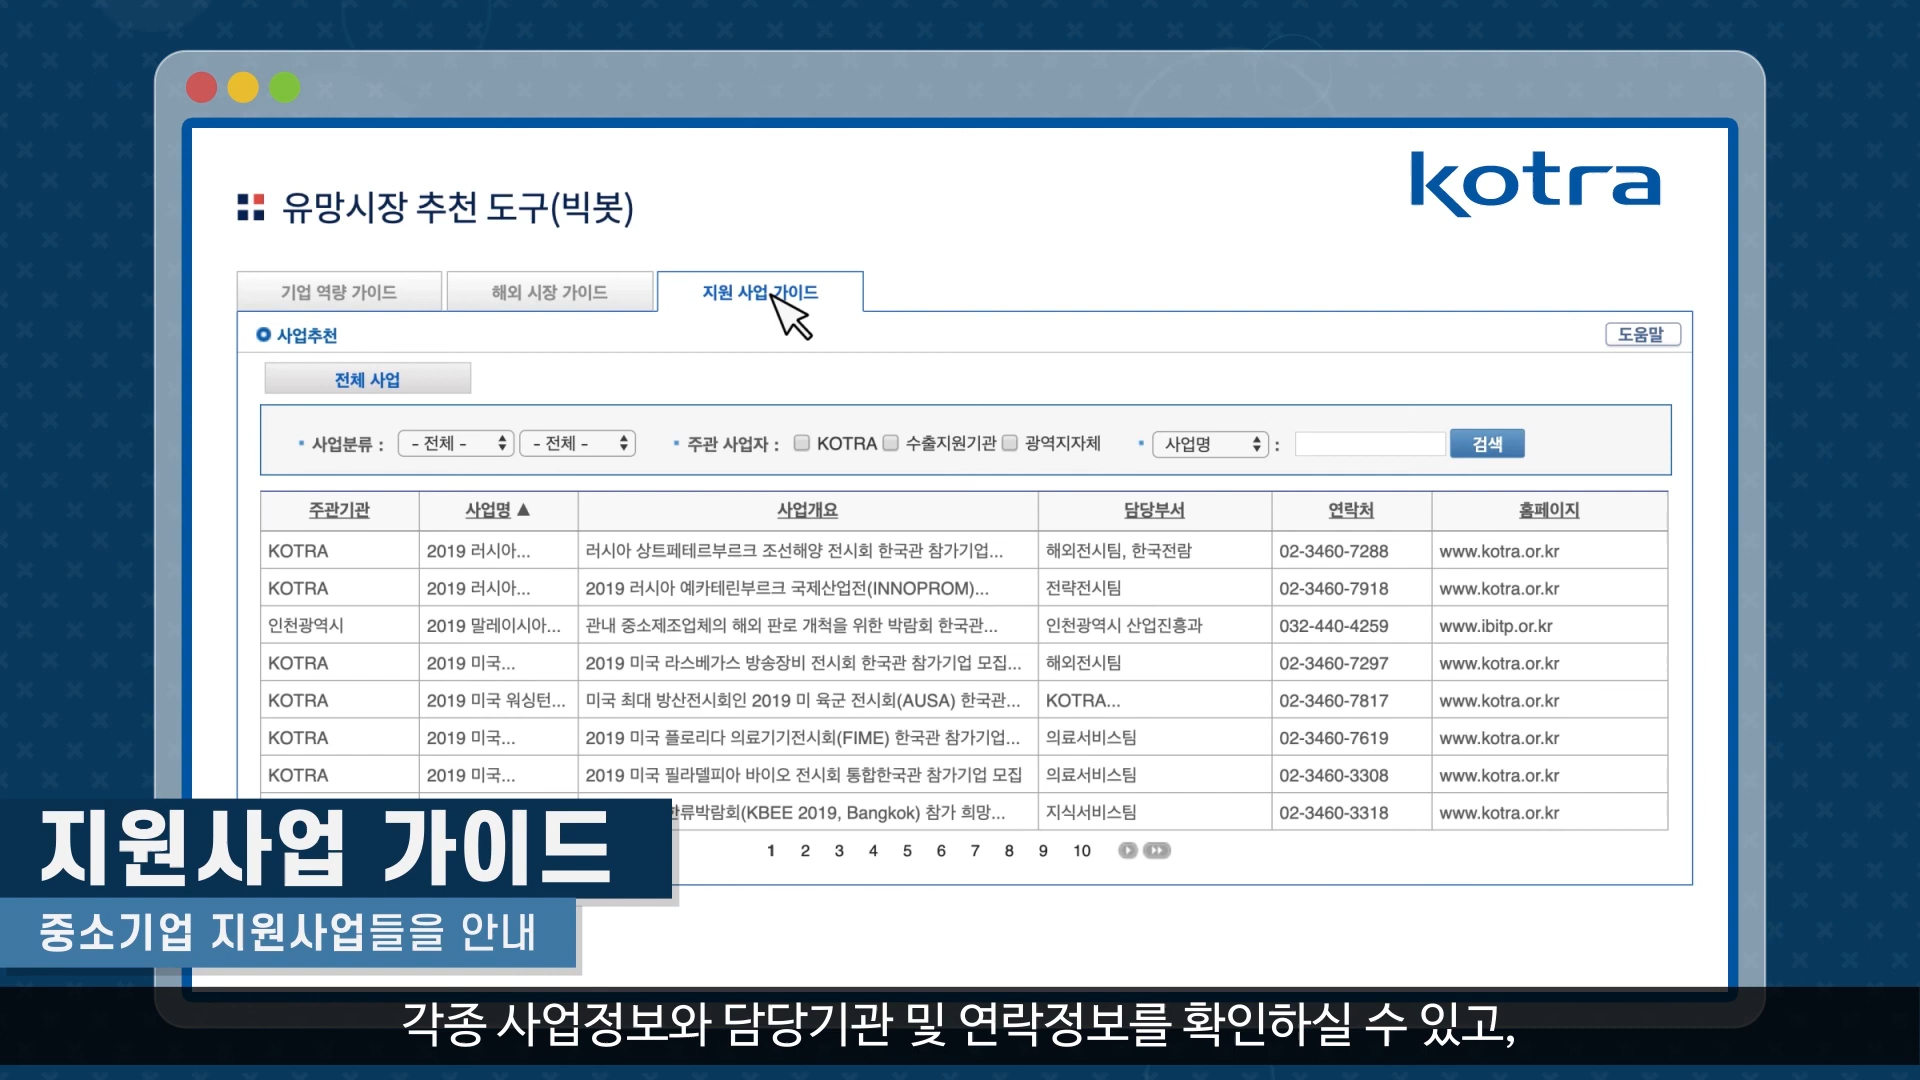 kotra
유망시장 추천 도구(빅봇)
기업 역량 가이드 해외 시장 가이드 지원 사업 가이드
사업추천 도움말
전체 사업
사업분류 : - 전체 - - 전체 - 주관 사업자 : KOTRA 수출지원기관 광역지자체 사업명 : 검색
주관기관 사업명 ▲ 사업개요 담당부서 연락처 홈페이지
KOTRA 2019 러시아... 러시아 상트페테르부르크 조선해양 전시회 한국관 참가기업... 해외전시팀, 한국전람 02-3460-7288 www.kotra.or.kr
KOTRA 2019 러시아... 2019 러시아 예카테린부르크 국제산업전(INNOPROM)... 전략전시팀 02-3460-7918 www.kotra.or.kr
인천광역시 2019 말레이시아... 관내 중소제조업체의 해외 판로 개척을 위한 박람회 한국관... 인천광역시 산업진흥과 032-440-4259 www.ibitp.or.kr
KOTRA 2019 미국... 2019 미국 라스베가스 방송장비 전시회 한국관 참가기업 모집... 해외전시팀 02-3460-7297 www.kotra.or.kr
KOTRA 2019 미국 워싱턴... 미국 최대 방산전시회인 2019 미 육군 전시회(AUSA) 한국관... KOTRA... 02-3460-7817 www.kotra.or.kr
KOTRA 2019 미국... 2019 미국 플로리다 의료기기전시회(FIME) 한국관 참가기업... 의료서비스팀 02-3460-7619 www.kotra.or.kr
KOTRA 2019 미국... 2019 미국 필라델피아 바이오 전시회 통합한국관 참가기업 모집 의료서비스팀 02-3460-3308 www.kotra.or.kr
한류박람회(KBEE 2019, Bangkok) 참가 희망... 지식서비스팀 02-3460-3318 www.kotra.or.kr
1 2 3 4 5 6 7 8 9 10
지원사업 가이드
중소기업 지원사업들을 안내
각종 사업정보와 담당기관 및 연락정보를 확인하실 수 있고,